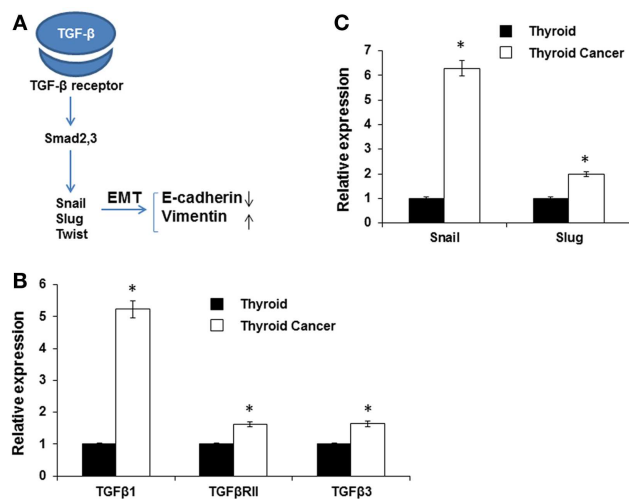 A
TGF-β
TGF-β receptor
Smad2,3
Snail
Slug
Twist
EMT
E-cadherin ↓
Vimentin ↑
C
Relative expression
7
6
5
4
3
2
1
0
Thyroid
Thyroid Cancer
*
*
Snail
Slug
B
Relative expression
6
5
4
3
2
1
0
Thyroid
Thyroid Cancer
*
*
*
TGFβ1
TGFβRII
TGFβ3